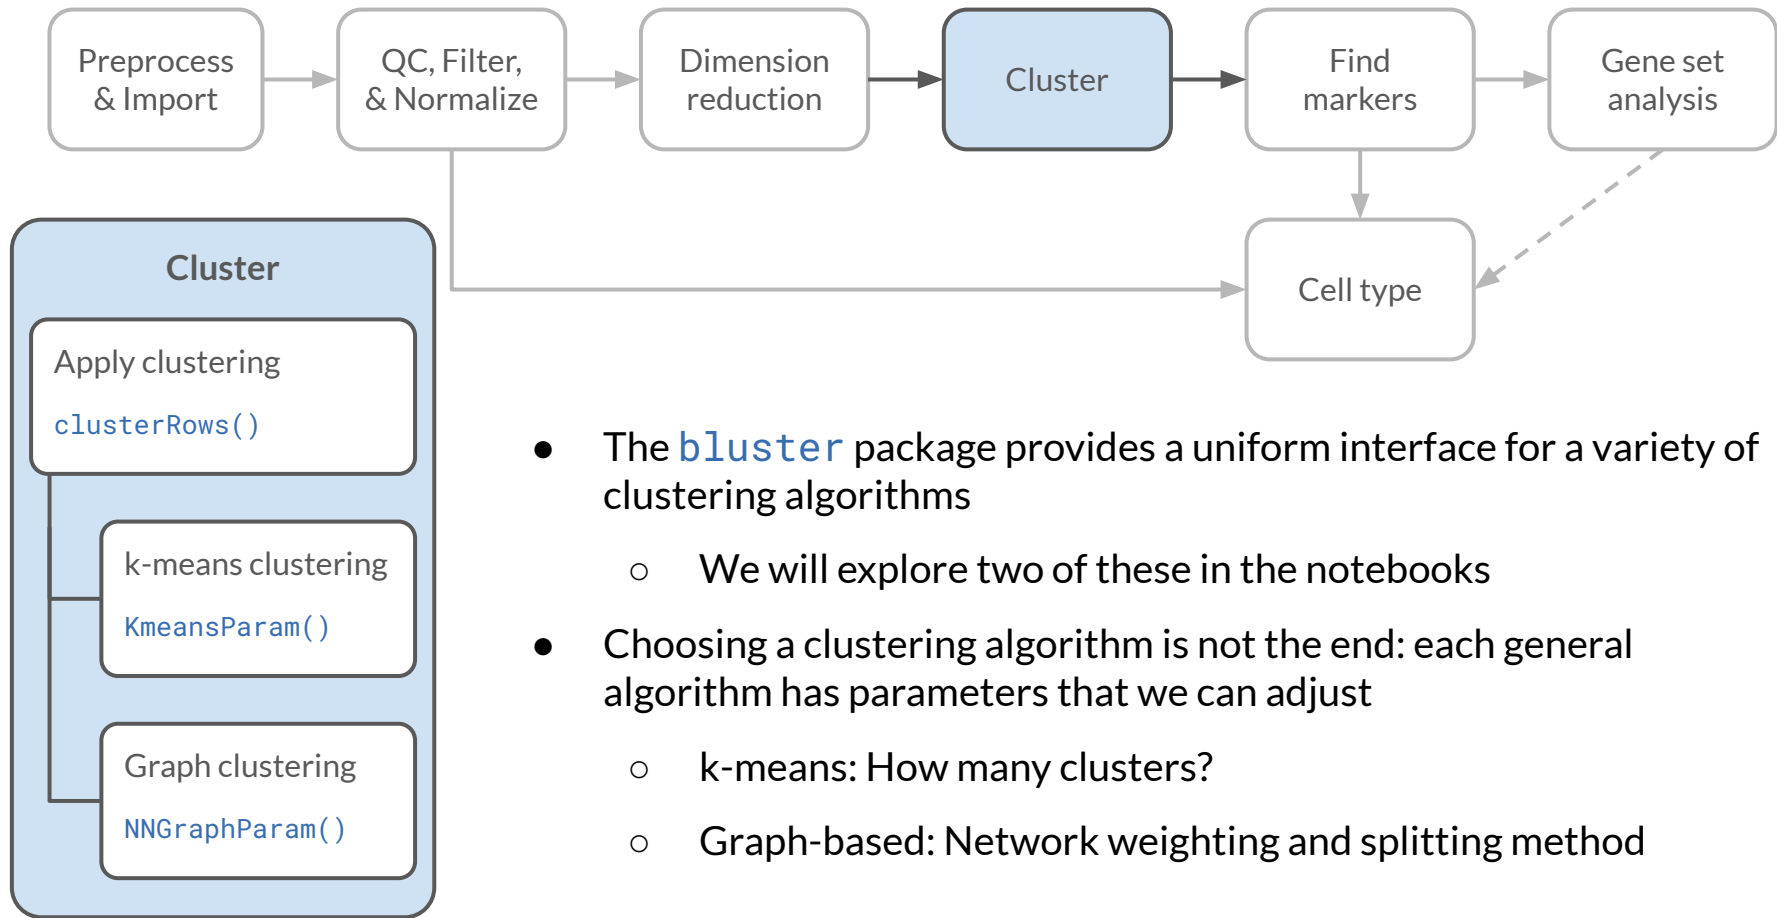 Preprocess
& Import
QC, Filter,
& Normalize
Dimension
reduction
Cluster
Find
markers
Gene set
analysis
Cell type
Cluster
Apply clustering
clusterRows()
k-means clustering
KmeansParam()
Graph clustering
NNGraphParam()
● The bluster package provides a uniform interface for a variety of
clustering algorithms
○ We will explore two of these in the notebooks
● Choosing a clustering algorithm is not the end: each general
algorithm has parameters that we can adjust
○ k-means: How many clusters?
○ Graph-based: Network weighting and splitting method